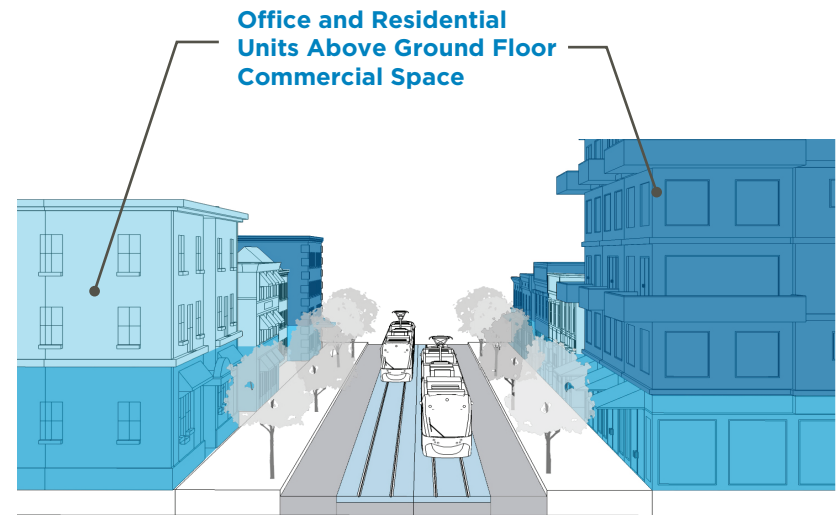 Office and Residential
Units Above Ground Floor
Commercial Space